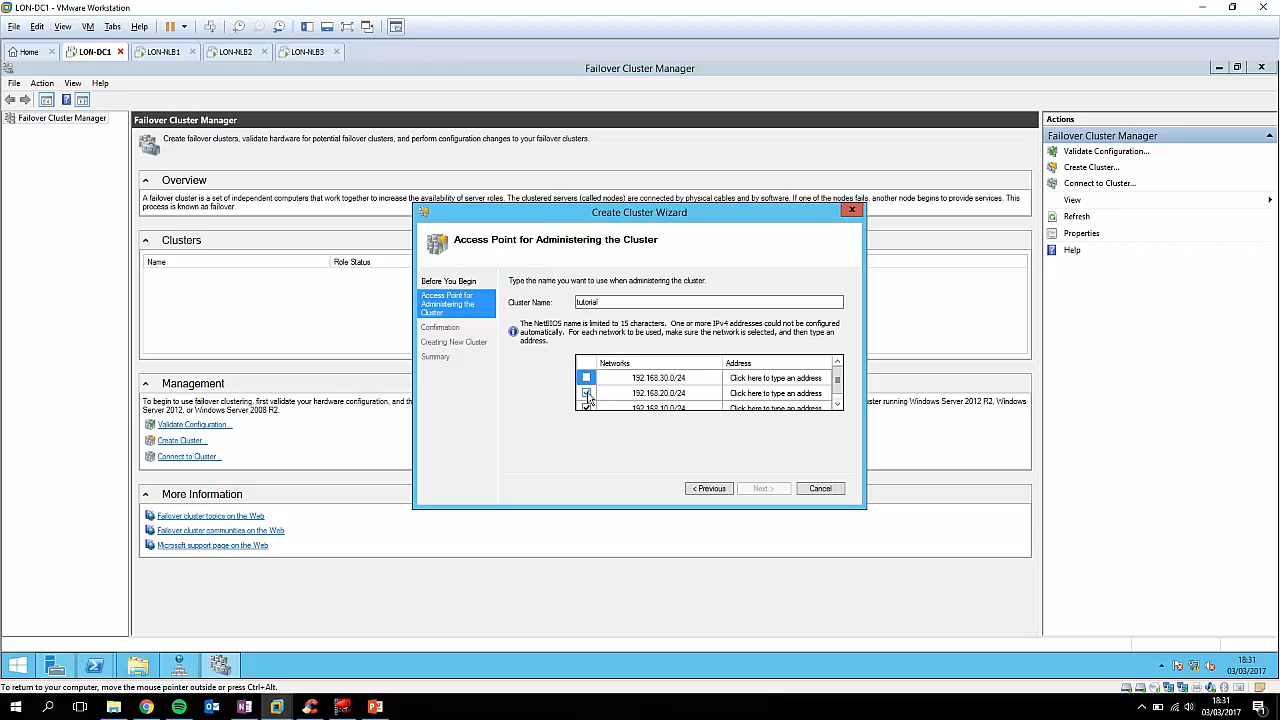 LON-DC1 - VMware Workstation
File Edit View VM Tabs Help
Home LON-DC1 LON-NLB1 LON-NLB2 LON-NLB3
Failover Cluster Manager
File Action View Help
Failover Cluster Manager
Failover Cluster Manager
Create failover clusters, validate hardware for potential failover clusters, and perform configuration changes to your failover clusters.
Overview
A failover cluster is a set of independent computers that work together to increase the availability of server roles. The clustered servers (called nodes) are connected by physical cables and by software. If one of the nodes fails, another node begins to provide services. This
process is known as failover.
Clusters
Name Role Status
Management
To begin to use failover clustering, first validate your hardware configuration, and the
Server 2012, or Windows Server 2008 R2.
uster running Windows Server 2012 R2, Windows
Validate Configuration...
Create Cluster...
Connect to Cluster...
More Information
Failover cluster topics on the Web
Failover cluster communities on the Web
Microsoft support page on the Web
Create Cluster Wizard
Access Point for Administering the Cluster
Before You Begin
Access Point for
Administering the
Cluster
Confirmation
Creating New Cluster
Summary
Type the name you want to use when administering the cluster.
Cluster Name: tutorial
The NetBIOS name is limited to 15 characters. One or more IPv4 addresses could not be configured
automatically. For each network to be used, make sure the network is selected, and then type an
address.
Networks Address
192.168.30.0/24 Click here to type an address
192.168.20.0/24 Click here to type an address
192.168.10.0/24 Click here to type an address
< Previous Next > Cancel
Actions
Failover Cluster Manager
Validate Configuration...
Create Cluster...
Connect to Cluster...
View
Refresh
Properties
Help
18:31
03/03/2017
To return to your computer, move the mouse pointer outside or press Ctrl+Alt.
18:31
03/03/2017